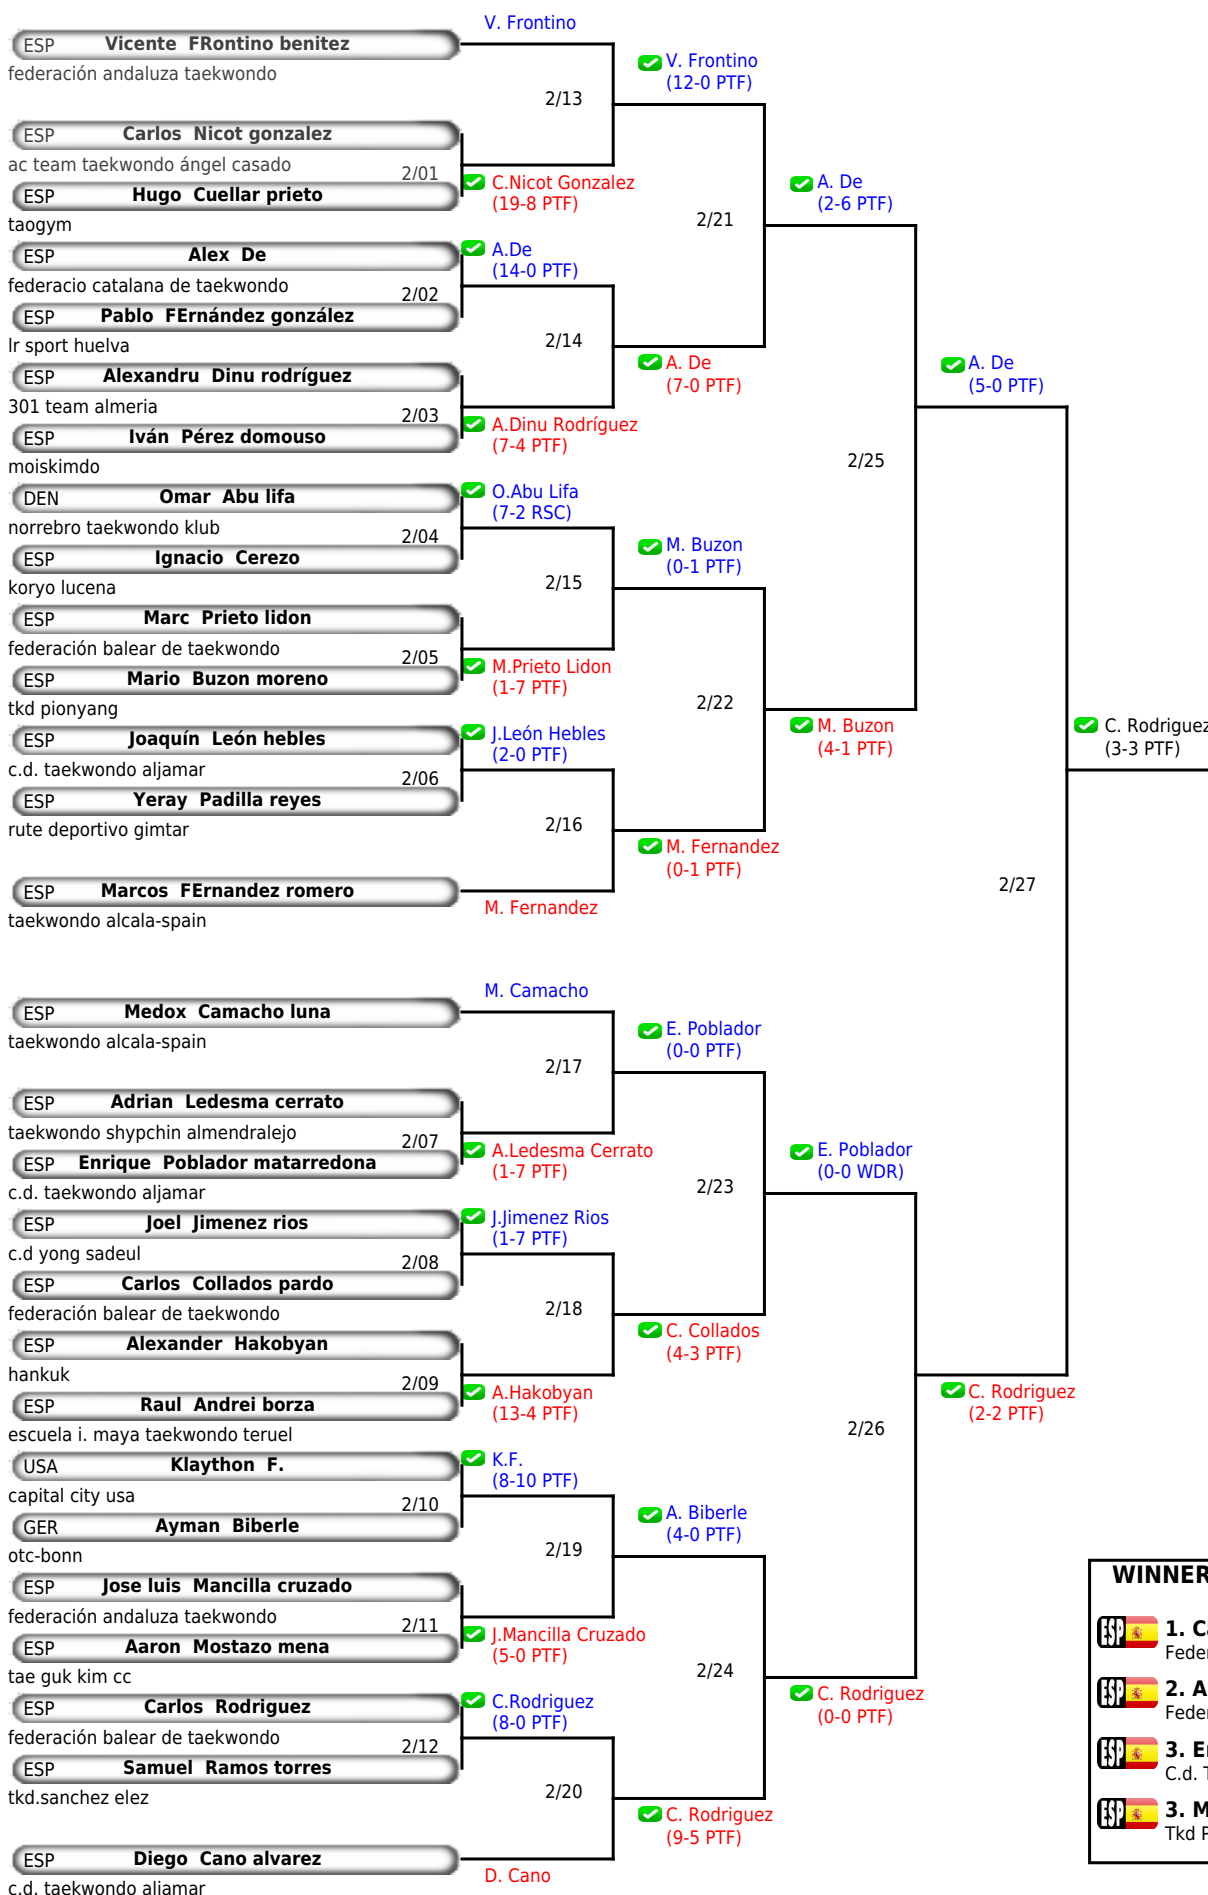 V. Frontino
ESP Vicente FRontino benitez
federación andaluza taekwondo
V. Frontino
(12-0 PTF)
2/13
ESP Carlos Nicot gonzalez
ac team taekwondo ángel casado
2/01
C.Nicot Gonzalez
(19-8 PTF)
ESP Hugo Cuellar prieto
taogym
A. De
(2-6 PTF)
2/21
ESP Alex De
federacio catalana de taekwondo
A.De
(14-0 PTF)
2/02
ESP Pablo FErnández gonzález
lr sport huelva
2/14
A. De
(7-0 PTF)
ESP Alexandru Dinu rodríguez
301 team almeria
2/03
A.Dinu Rodríguez
(7-4 PTF)
ESP Iván Pérez domouso
moiskimdo
A. De
(5-0 PTF)
2/25
DEN Omar Abu lifa
norrebro taekwondo klub
O.Abu Lifa
(7-2 RSC)
2/04
ESP Ignacio Cerezo
koryo lucena
M. Buzon
(0-1 PTF)
2/15
ESP Marc Prieto lidon
federación balear de taekwondo
2/05
M.Prieto Lidon
(1-7 PTF)
ESP Mario Buzon moreno
tkd pionyang
2/22
M. Buzon
(4-1 PTF)
ESP Joaquín León hebles
c.d. taekwondo aljamar
J.León Hebles
(2-0 PTF)
2/06
ESP Yeray Padilla reyes
rute deportivo gimtar
2/16
M. Fernandez
(0-1 PTF)
ESP Marcos FErnandez romero
taekwondo alcala-spain
M. Fernandez
C. Rodriguez
(3-3 PTF)
2/27
M. Camacho
ESP Medox Camacho luna
taekwondo alcala-spain
E. Poblador
(0-0 PTF)
2/17
ESP Adrian Ledesma cerrato
taekwondo shypchin almendralejo
2/07
A.Ledesma Cerrato
(1-7 PTF)
ESP Enrique Poblador matarredona
c.d. taekwondo aljamar
E. Poblador
(0-0 WDR)
2/23
ESP Joel Jimenez rios
c.d yong sadeul
J.Jimenez Rios
(1-7 PTF)
2/08
ESP Carlos Collados pardo
federación balear de taekwondo
2/18
C. Collados
(4-3 PTF)
ESP Alexander Hakobyan
hankuk
2/09
A.Hakobyan
(13-4 PTF)
ESP Raul Andrei borza
escuela i. maya taekwondo teruel
C. Rodriguez
(2-2 PTF)
2/26
USA Klaython F.
capital city usa
K.F.
(8-10 PTF)
2/10
GER Ayman Biberle
otc-bonn
A. Biberle
(4-0 PTF)
2/19
ESP Jose luis Mancilla cruzado
federación andaluza taekwondo
2/11
J.Mancilla Cruzado
(5-0 PTF)
ESP Aaron Mostazo mena
tae guk kim cc
2/24
C. Rodriguez
(0-0 PTF)
ESP Carlos Rodriguez
federación balear de taekwondo
C.Rodriguez
(8-0 PTF)
2/12
ESP Samuel Ramos torres
tkd.sanchez elez
2/20
C. Rodriguez
(9-5 PTF)
ESP Diego Cano alvarez
c.d. taekwondo aljamar
D. Cano
WINNER
ESP 1. Ca
Feder
ESP 2. A
Feder
ESP 3. En
C.d. T
ESP 3. M
Tkd P